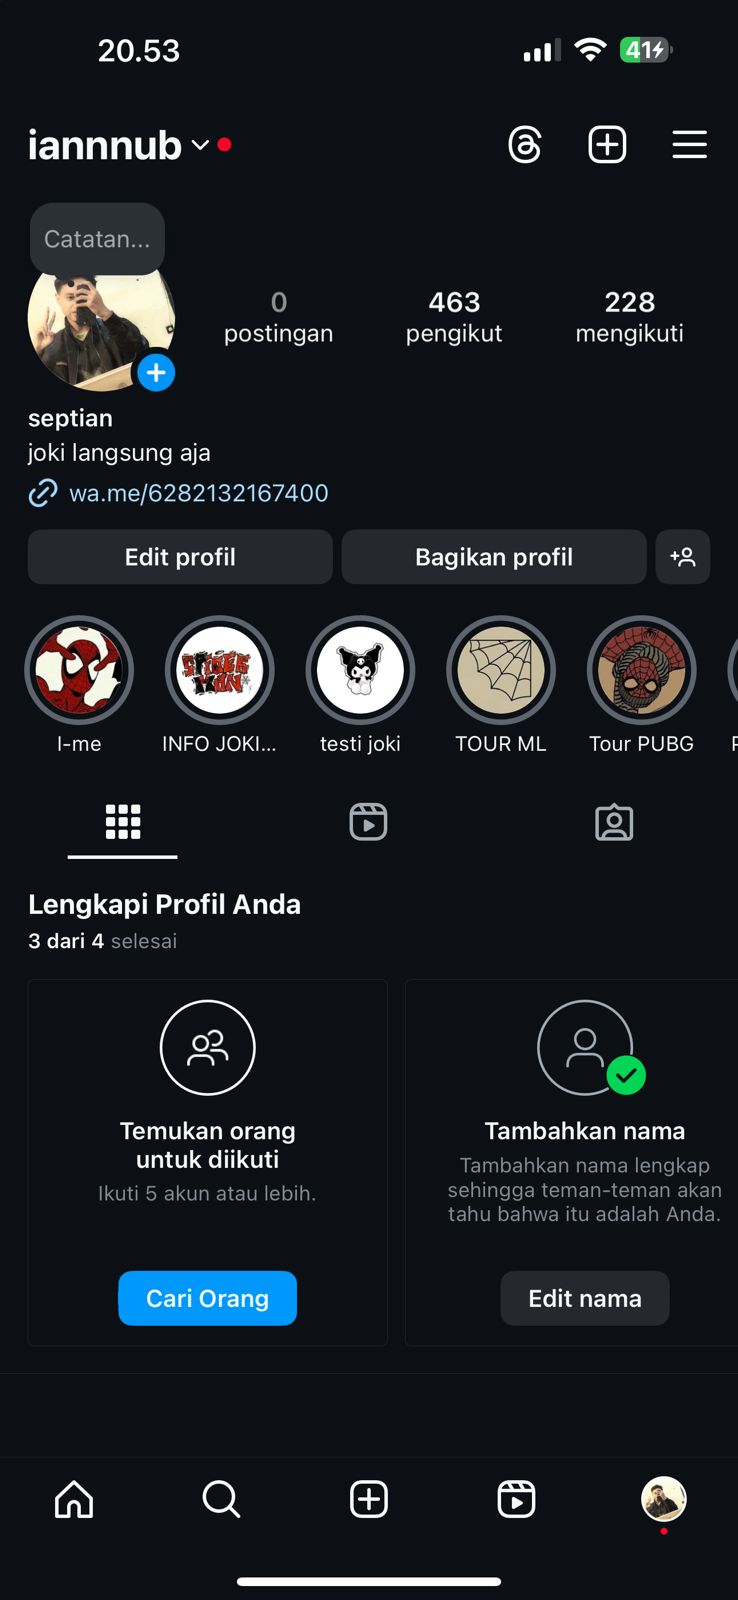 20.53
41
iannnub
Catatan...
0
postingan
463
pengikut
228
mengikuti
septian
joki langsung aja
wa.me/6282132167400
Edit profil
Bagikan profil
SPIDER MAN
I-me
INFO JOKI...
testi joki
TOUR ML
Tour PUBG
Lengkapi Profil Anda
3 dari 4 selesai
Temukan orang
untuk diikuti
Ikuti 5 akun atau lebih.
Cari Orang
Tambahkan nama
Tambahkan nama lengkap
sehingga teman-teman akan
tahu bahwa itu adalah Anda.
Edit nama